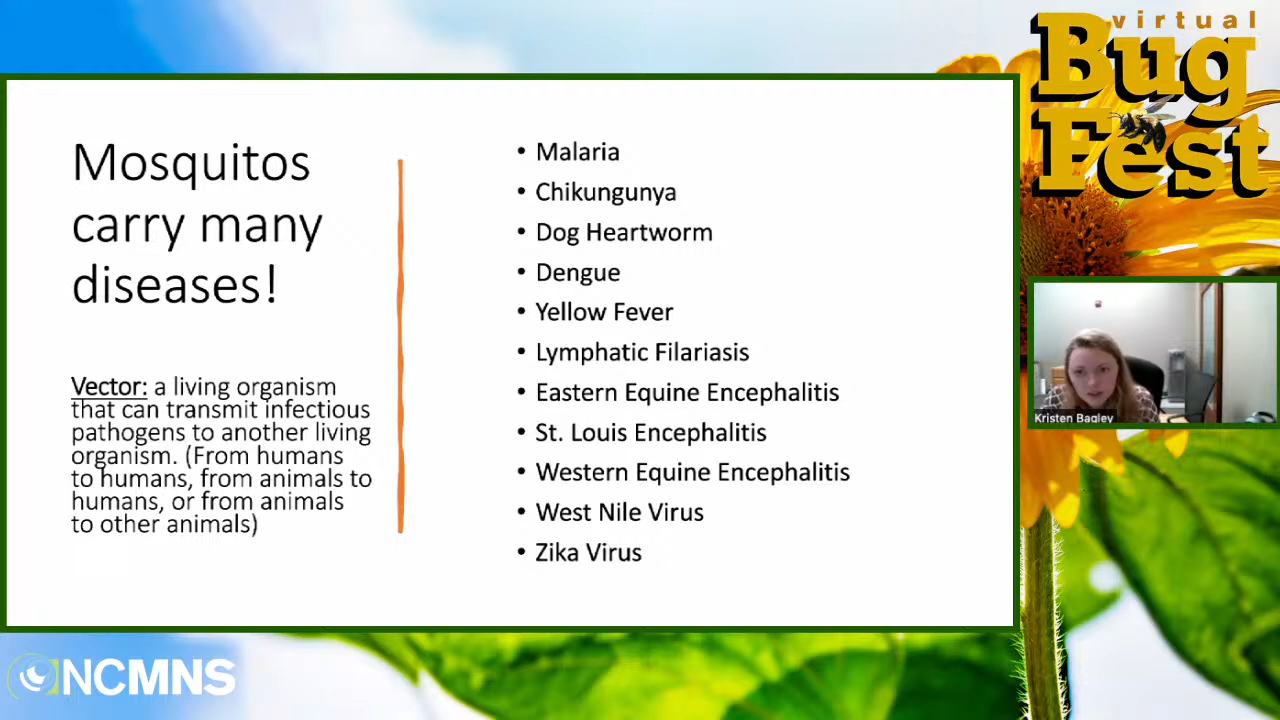 virtual
Bug
Fest
Mosquitos
carry many
diseases!
Vector: a living organism
that can transmit infectious
pathogens to another living
organism. (From humans
to humans, from animals to
humans, or from animals
to other animals)
• Malaria
• Chikungunya
• Dog Heartworm
• Dengue
• Yellow Fever
• Lymphatic Filariasis
• Eastern Equine Encephalitis
• St. Louis Encephalitis
• Western Equine Encephalitis
• West Nile Virus
• Zika Virus
Kristen Bagley
NCMNS